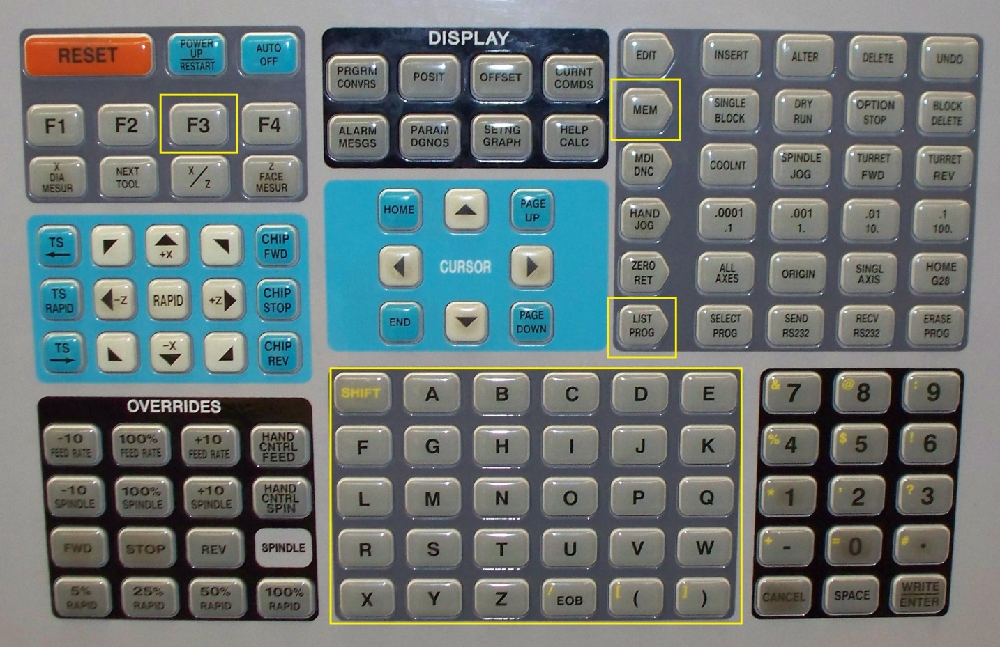 RESET
POWER
UP
RESTART
AUTO
OFF
F1
F2
F3
F4
X
DIA
MESUR
NEXT
TOOL
X/Z
Z
FACE
MESUR
TS
+X
CHIP
FWD
TS
RAPID
-Z
RAPID
+Z
CHIP
STOP
TS
-X
CHIP
REV
OVERRIDES
-10
FEED RATE
100%
FEED RATE
+10
FEED RATE
HAND
CNTRL
FEED
-10
SPINDLE
100%
SPINDLE
+10
SPINDLE
HAND
CNTRL
SPIN
FWD
STOP
REV
SPINDLE
5%
RAPID
25%
RAPID
50%
RAPID
100%
RAPID
DISPLAY
PRGRM
CONVRS
POSIT
OFFSET
CURNT
COMDS
ALARM
MESGS
PARAM
DGNOS
SETNG
GRAPH
HELP
CALC
HOME
PAGE
UP
CURSOR
END
PAGE
DOWN
EDIT
INSERT
ALTER
DELETE
UNDO
MEM
SINGLE
BLOCK
DRY
RUN
OPTION
STOP
BLOCK
DELETE
MDI
DNC
COOLNT
SPINDLE
JOG
TURRET
FWD
TURRET
REV
HAND
JOG
.0001
.1
.001
1.
.01
10.
.1
100.
ZERO
RET
ALL
AXES
ORIGIN
SINGL
AXIS
HOME
G28
LIST
PROG
SELECT
PROG
SEND
RS232
RECV
RS232
ERASE
PROG
SHIFT A B C D E
F G H I J K
L M N O P Q
R S T U V W
X Y Z / EOB [ ( ] )
& 7 @ 8 : 9
% 4 $ 5 ! 6
* 1 , 2 ? 3
+ - = 0 # .
CANCEL
SPACE
WRITE
ENTER